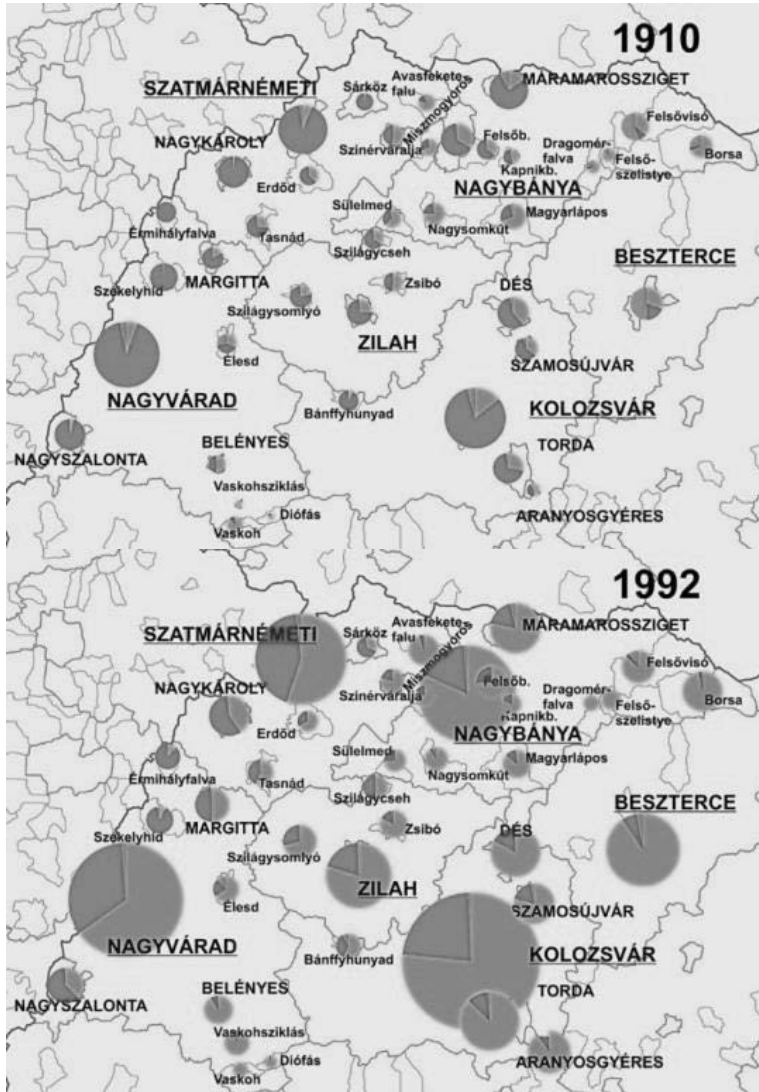 1910
SZATMÁRNÉMETI
Sárköz
Avasfekete-
falu
MÁRAMAROSSZIGET
Miszmogyorós
Felsővisó
NAGYKÁROLY
Szinérváralja
Felsőb.
Dragomér-
falva
Borsa
Erdőd
Kapnikb.
Felső-
szelistye
NAGYBÁNYA
Sülelmed
Érmihályfalva
Tasnád
Nagysomkút
Magyarlápos
Szilágycseh
BESZTERCE
Székelyhíd
MARGITTA
Zsibó
DÉS
Szilágysomlyó
ZILAH
Élesd
SZAMOSÚJVÁR
NAGYVÁRAD
Bánffyhunyad
KOLOZSVÁR
NAGYSZALONTA
BELÉNYES
TORDA
Vaskohsziklás
Diófás
Vaskoh
ARANYOSGYÉRES
1992
SZATMÁRNÉMETI
Sárköz
Avasfekete-
falu
MÁRAMAROSSZIGET
Miszmogyorós
Felsővisó
NAGYKÁROLY
Szinérváralja
Felsőb.
Dragomér-
falva
Borsa
Erdőd
Kapnikb.
Felső-
szelistye
NAGYBÁNYA
Sülelmed
Érmihályfalva
Tasnád
Nagysomkút
Magyarlápos
Szilágycseh
BESZTERCE
Székelyhíd
MARGITTA
Zsibó
DÉS
Szilágysomlyó
ZILAH
Élesd
SZAMOSÚJVÁR
NAGYVÁRAD
Bánffyhunyad
KOLOZSVÁR
NAGYSZALONTA
BELÉNYES
TORDA
Vaskohsziklás
Diófás
Vaskoh
ARANYOSGYÉRES